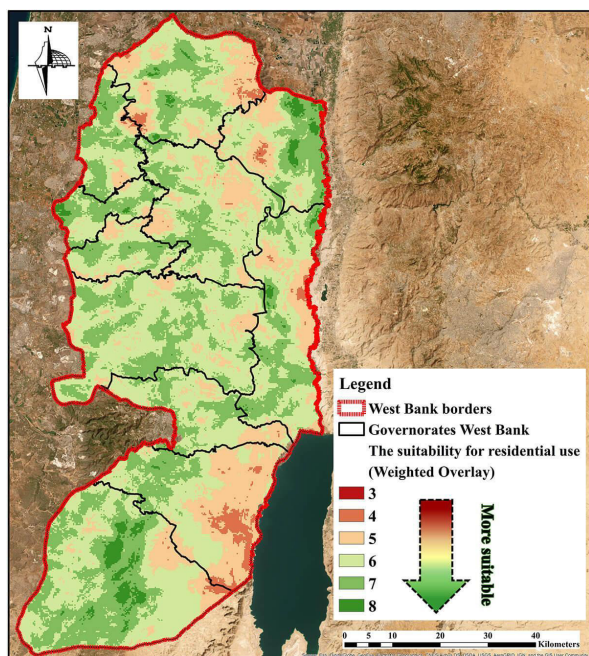 N
Legend
West Bank borders
Governorates West Bank
The suitability for residential use
(Weighted Overlay)
3
4
5
6
7
8
More suitable
0 5 10 20 30 40
Kilometers